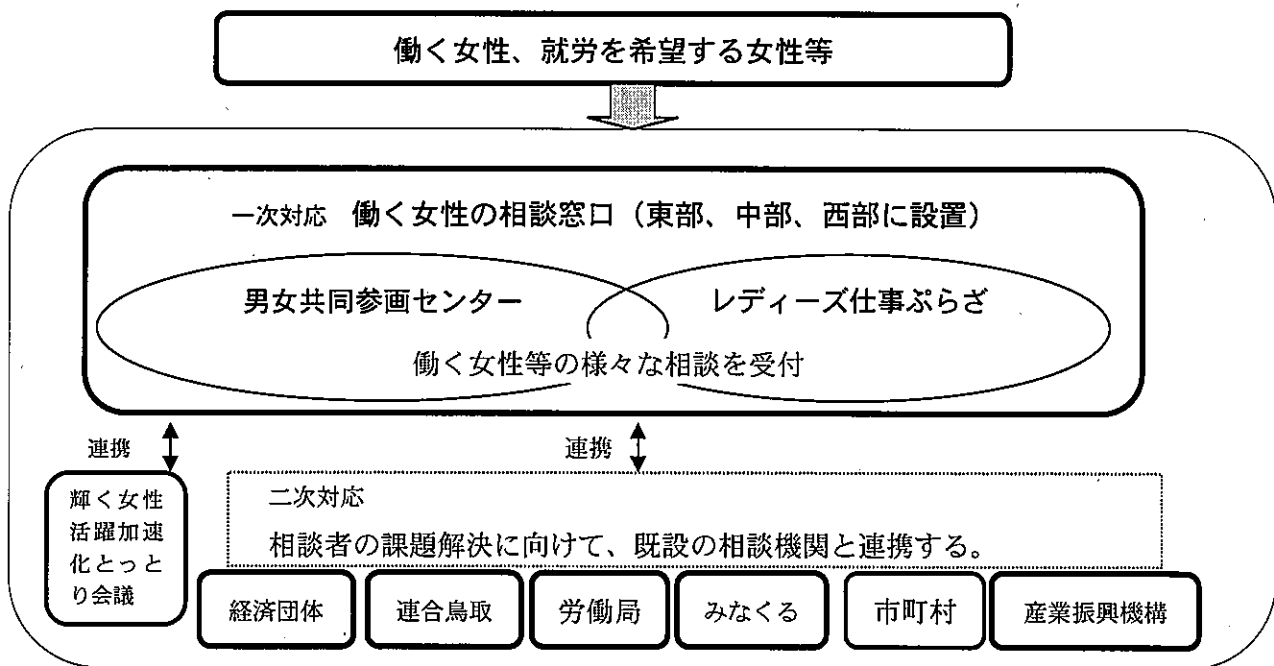 働く女性、就労を希望する女性等
一次対応 働く女性の相談窓口（東部、中部、西部に設置）
男女共同参画センター
レディーズ仕事ぷらざ
働く女性等の様々な相談を受付
連携
連携
輝く女性
活躍加速
化とっと
り会議
二次対応
相談者の課題解決に向けて、既設の相談機関と連携する。
経済団体
連合鳥取
労働局
みなくる
市町村
産業振興機構